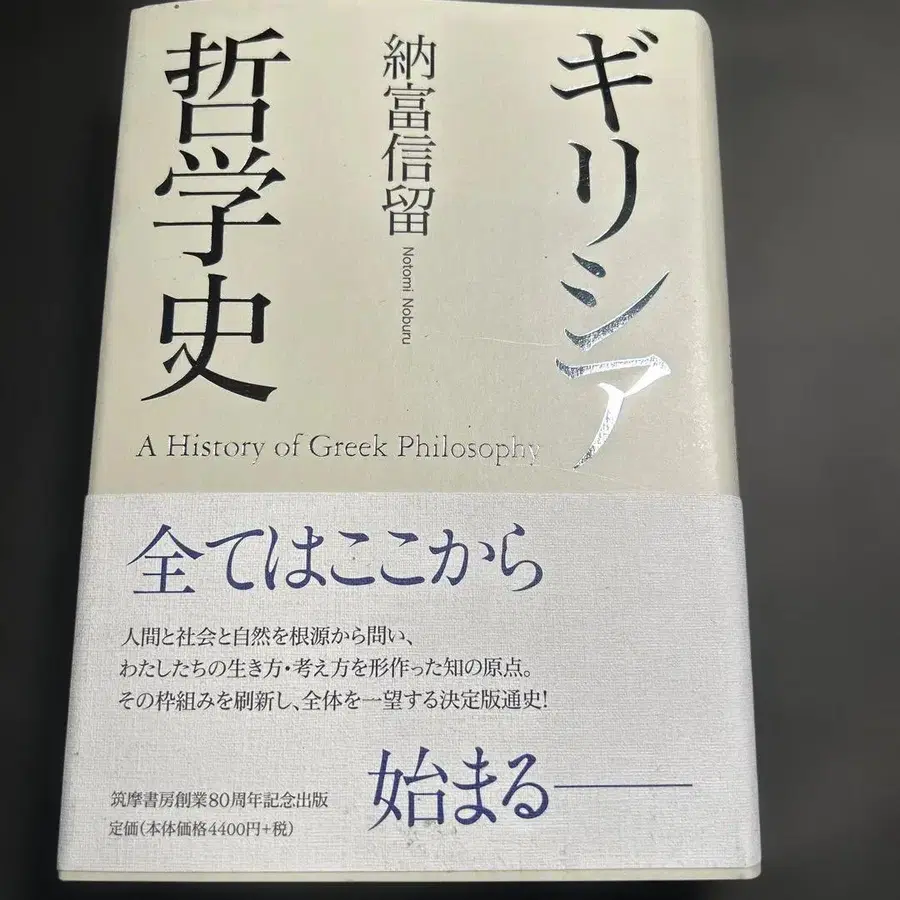 ギリシア
納富信留
Notomi Noburu
哲学史
A History of Greek Philosophy
全てはここから
人間と社会と自然を根源から問い、
わたしたちの生き方・考え方を形作った知の原点。
その枠組みを刷新し、全体を一望する決定版通史!
始まる――
筑摩書房創業80周年記念出版
定価(本体価格4400円+税)